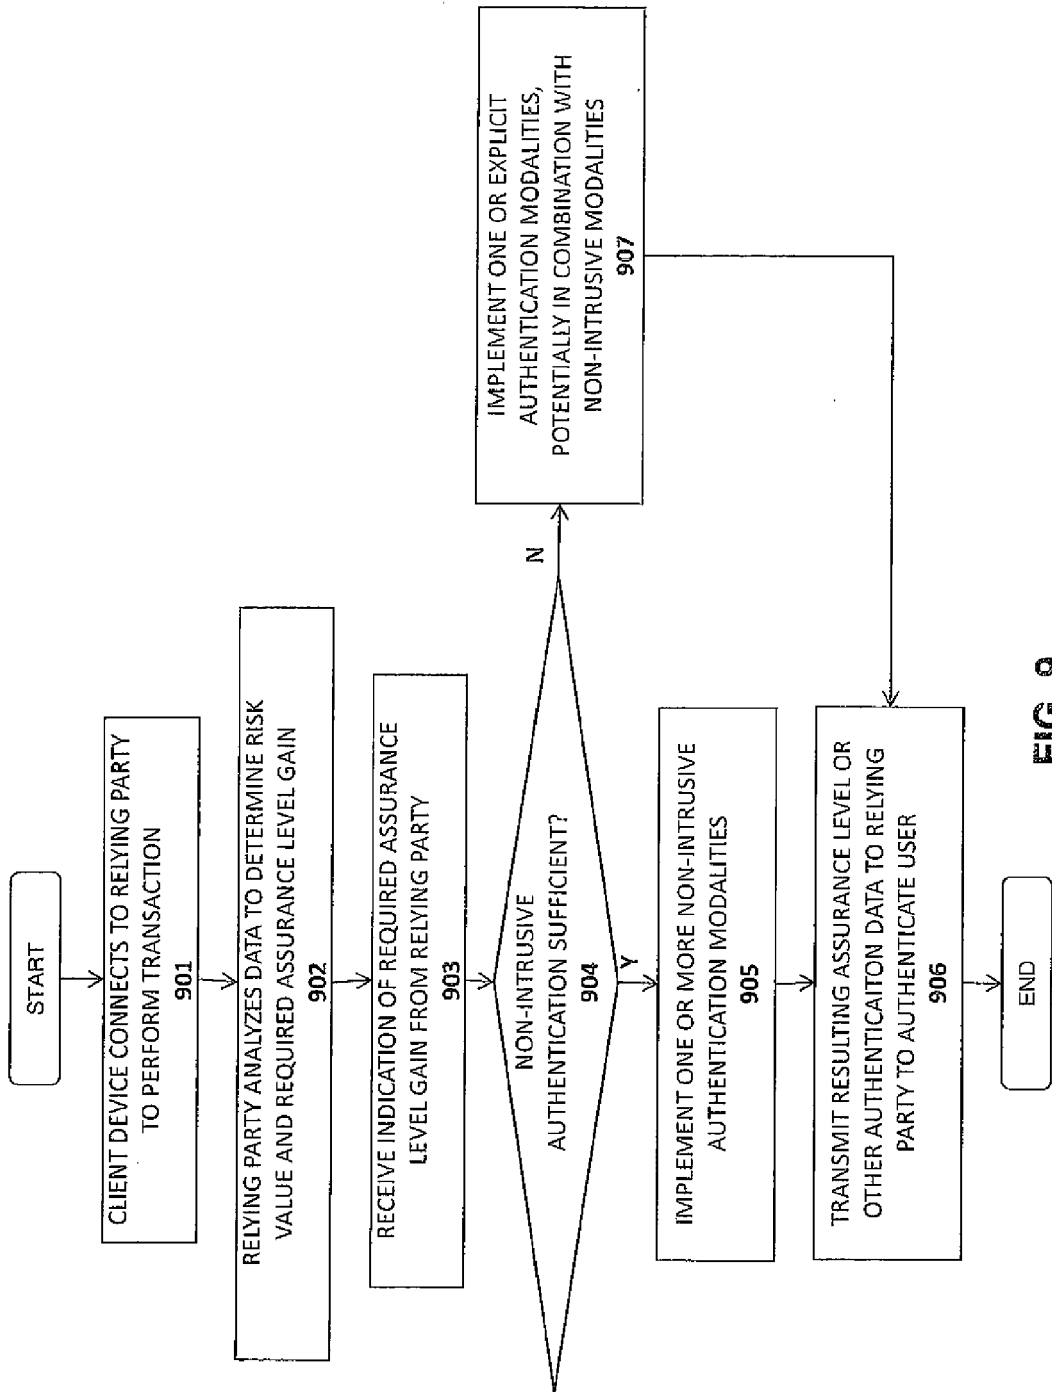 START
CLIENT DEVICE CONNECTS TO RELYING PARTY
TO PERFORM TRANSACTION
901
RELYING PARTY ANALYZES DATA TO DETERMINE RISK
VALUE AND REQUIRED ASSURANCE LEVEL GAIN
902
RECEIVE INDICATION OF REQUIRED ASSURANCE
LEVEL GAIN FROM RELYING PARTY
903
NON-INTRUSIVE
AUTHENTICATION SUFFICIENT?
904
N
Y
IMPLEMENT ONE OR EXPLICIT
AUTHENTICATION MODALITIES,
POTENTIALLY IN COMBINATION WITH
NON-INTRUSIVE MODALITIES
907
IMPLEMENT ONE OR MORE NON-INTRUSIVE
AUTHENTICATION MODALITIES
905
TRANSMIT RESULTING ASSURANCE LEVEL OR
OTHER AUTHENTICAITON DATA TO RELYING
PARTY TO AUTHENTICATE USER
906
END
FIG. 9